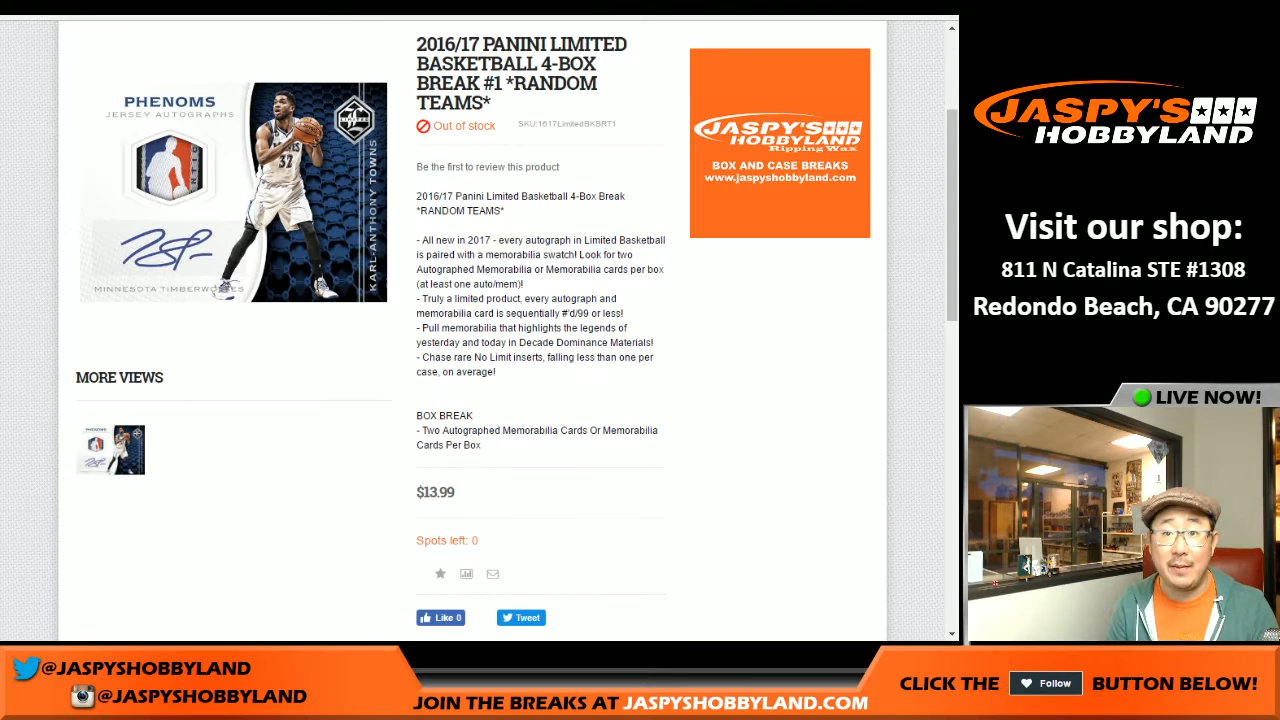 2016/17 PANINI LIMITED
BASKETBALL 4-BOX
BREAK #1 *RANDOM
TEAMS*
Out of stock
SKU:1617LimitedBKBRT1
Be the first to review this product
2016/17 Panini Limited Basketball 4-Box Break
*RANDOM TEAMS*
- All new in 2017 - every autograph in Limited Basketball
is paired with a memorabilia swatch! Look for two
Autographed Memorabilia or Memorabilia cards per box
(at least one auto/mem)!
- Truly a limited product, every autograph and
memorabilia card is sequentially #'d/99 or less!
- Pull memorabilia that highlights the legends of
yesterday and today in Decade Dominance Materials!
- Chase rare No Limit inserts, falling less than one per
case, on average!
BOX BREAK
- Two Autographed Memorabilia Cards Or Memorabilia
Cards Per Box
$13.99
Spots left: 0
Like 0
Tweet
PHENOMS
JERSEY AUTOGRAPHS
LIMITED
32
KARL-ANTHONY TOWNS
MINNESOTA TIMBERWOLVES
MORE VIEWS
JASPY'S
HOBBYLAND
Ripping Wax
BOX AND CASE BREAKS
www.jaspyshobbyland.com
JASPY'S
HOBBYLAND
Visit our shop:
811 N Catalina STE #1308
Redondo Beach, CA 90277
LIVE NOW!
@JASPYSHOBBYLAND
@JASPYSHOBBYLAND
JOIN THE BREAKS AT JASPYSHOBBYLAND.COM
CLICK THE Follow BUTTON BELOW!